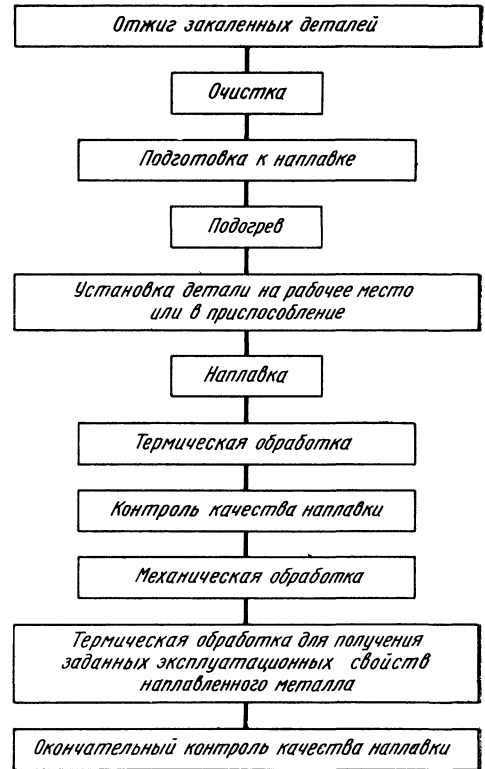 Отжиг закаленных деталей
Очистка
Подготовка к наплавке
Подогрев
Установка детали на рабочее место
или в приспособление
Наплавка
Термическая обработка
Контроль качества наплавки
Механическая обработка
Термическая обработка для получения
заданных эксплуатационных свойств
наплавленного металла
Окончательный контроль качества наплавки